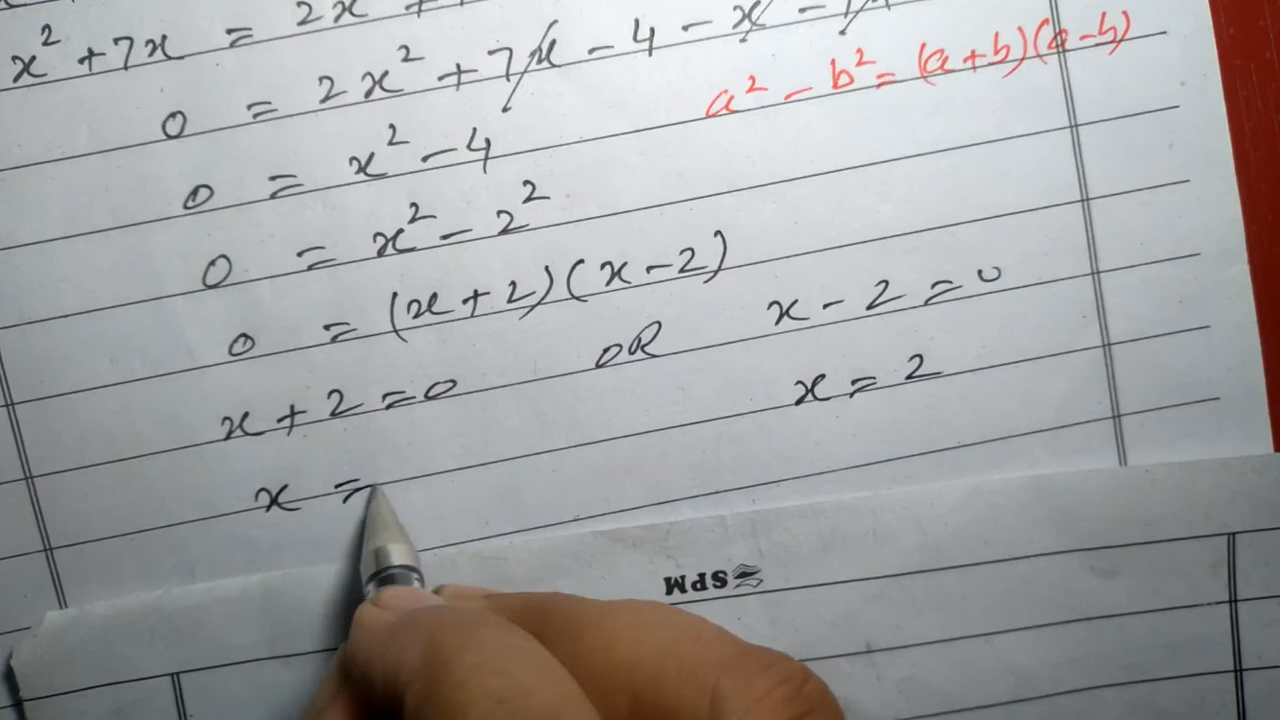 x² + 7x = 2x
0 = 2x² + 7x - 4 - x -
a² - b² = (a+b)(a-b)
0 = x² - 4
0 = x² - 2²
0 = (x+2)(x-2)
x + 2 = 0 OR x - 2 = 0
x = x = 2
SPM